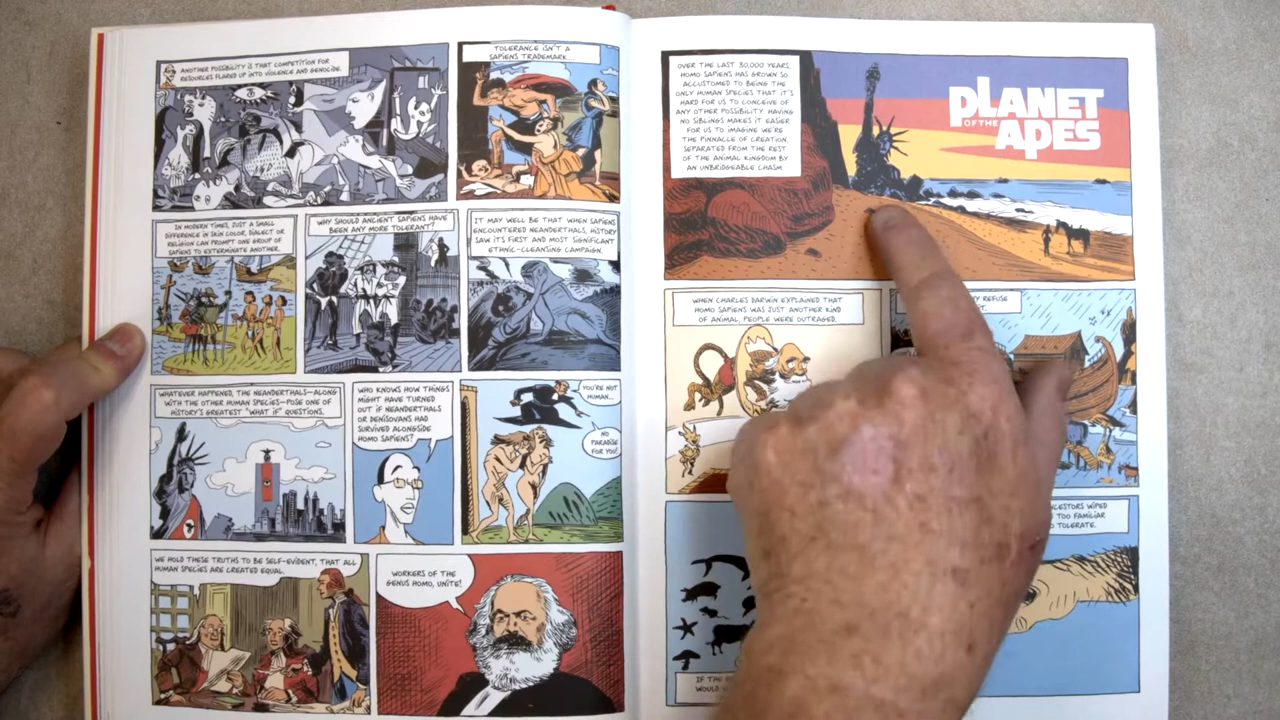 ANOTHER POSSIBILITY IS THAT COMPETITION FOR
RESOURCES FLARED UP INTO VIOLENCE AND GENOCIDE.
TOLERANCE ISN'T A
SAPIENS TRADEMARK...
IN MODERN TIMES, JUST A SMALL
DIFFERENCE IN SKIN COLOR, DIALECT OR
RELIGION CAN PROMPT ONE GROUP OF
SAPIENS TO EXTERMINATE ANOTHER.
WHY SHOULD ANCIENT SAPIENS HAVE
BEEN ANY MORE TOLERANT?
IT MAY WELL BE THAT WHEN SAPIENS
ENCOUNTERED NEANDERTHALS, HISTORY
SAW ITS FIRST AND MOST SIGNIFICANT
ETHNIC-CLEANSING CAMPAIGN.
WHATEVER HAPPENED, THE NEANDERTHALS—ALONG
WITH THE OTHER HUMAN SPECIES—POSE ONE OF
HISTORY'S GREATEST "WHAT IF" QUESTIONS.
WHO KNOWS HOW THINGS
MIGHT HAVE TURNED
OUT IF NEANDERTHALS
OR DENISOVANS HAD
SURVIVED ALONGSIDE
HOMO SAPIENS?
YOU'RE NOT
HUMAN...
NO
PARADISE
FOR YOU!
WE HOLD THESE TRUTHS TO BE SELF-EVIDENT, THAT ALL
HUMAN SPECIES ARE CREATED EQUAL.
WORKERS OF THE
GENUS HOMO, UNITE!
OVER THE LAST 30,000 YEARS,
HOMO SAPIENS HAS GROWN SO
ACCUSTOMED TO BEING THE
ONLY HUMAN SPECIES THAT IT'S
HARD FOR US TO CONCEIVE OF
ANY OTHER POSSIBILITY. HAVING
NO SIBLINGS MAKES IT EASIER
FOR US TO IMAGINE WE'RE
THE PINNACLE OF CREATION,
SEPARATED FROM THE REST
OF THE ANIMAL KINGDOM BY
AN UNBRIDGEABLE CHASM.
PLANET
OF THE APES
WHEN CHARLES DARWIN EXPLAINED THAT
HOMO SAPIENS WAS JUST ANOTHER KIND
OF ANIMAL, PEOPLE WERE OUTRAGED.
REFUSE
WIPED
TOO FAMILIAR
TOLERATE.
IF THE
WOULD